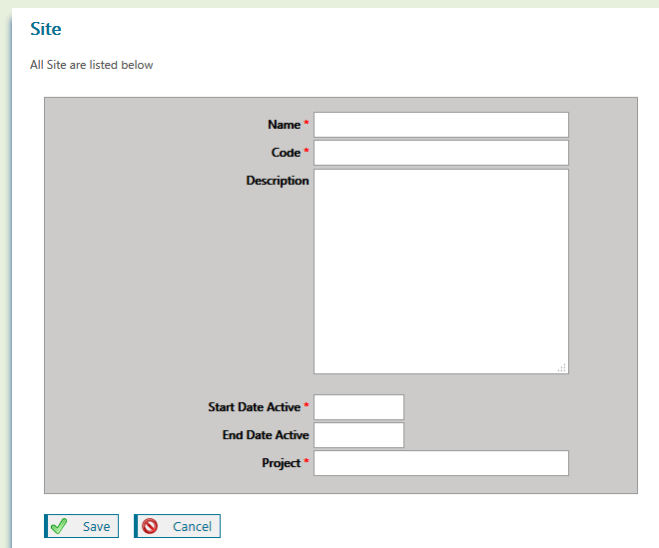 Site
All Site are listed below
Name *
Code *
Description
Start Date Active *
End Date Active
Project *
Save Cancel